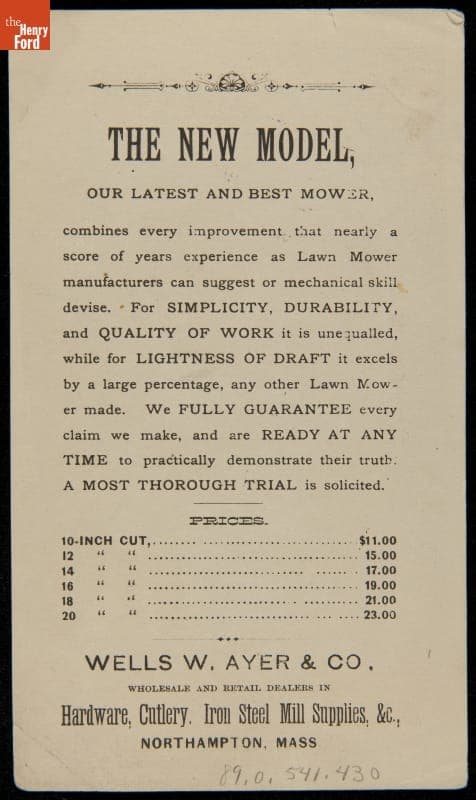 the
Henry
Ford
THE NEW MODEL,
OUR LATEST AND BEST MOWER,
combines every improvement that nearly a
score of years experience as Lawn Mower
manufacturers can suggest or mechanical skill
devise. For SIMPLICITY, DURABILITY,
and QUALITY OF WORK it is unequalled,
while for LIGHTNESS OF DRAFT it excels
by a large percentage, any other Lawn Mow-
er made. We FULLY GUARANTEE every
claim we make, and are READY AT ANY
TIME to practically demonstrate their truth.
A MOST THOROUGH TRIAL is solicited.
PRICES.
10-INCH CUT,........ ........................... $11.00
12 “ “ ........................................ 15.00
14 “ “ ........................................ 17.00
16 “ “ ........................................ 19.00
18 “ “ ........................................ 21.00
20 “ “ ........................................ 23.00
WELLS W. AYER & CO.
WHOLESALE AND RETAIL DEALERS IN
Hardware, Cutlery, Iron Steel Mill Supplies, &c.,
NORTHAMPTON, MASS
89.0.541.430